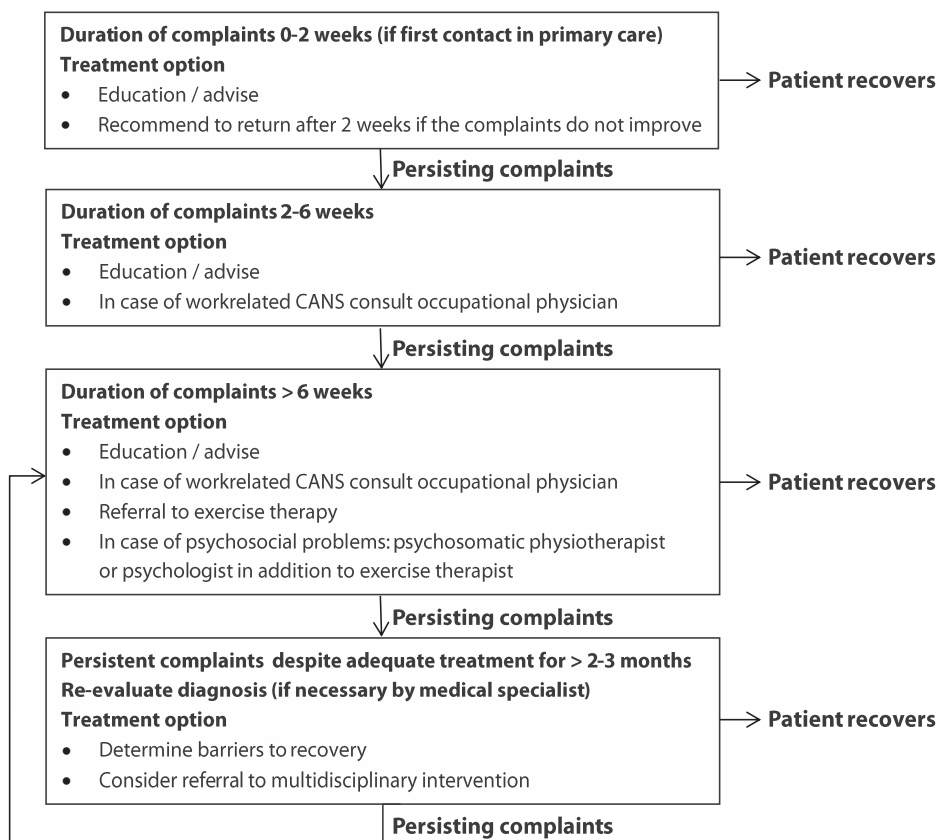 Duration of complaints 0-2 weeks (if first contact in primary care)
Treatment option
• Education / advise
• Recommend to return after 2 weeks if the complaints do not improve
Patient recovers
Persisting complaints
Duration of complaints 2-6 weeks
Treatment option
• Education / advise
• In case of workrelated CANS consult occupational physician
Patient recovers
Persisting complaints
Duration of complaints > 6 weeks
Treatment option
• Education / advise
• In case of workrelated CANS consult occupational physician
• Referral to exercise therapy
• In case of psychosocial problems: psychosomatic physiotherapist
or psychologist in addition to exercise therapist
Patient recovers
Persisting complaints
Persistent complaints despite adequate treatment for > 2-3 months
Re-evaluate diagnosis (if necessary by medical specialist)
Treatment option
• Determine barriers to recovery
• Consider referral to multidisciplinary intervention
Patient recovers
Persisting complaints